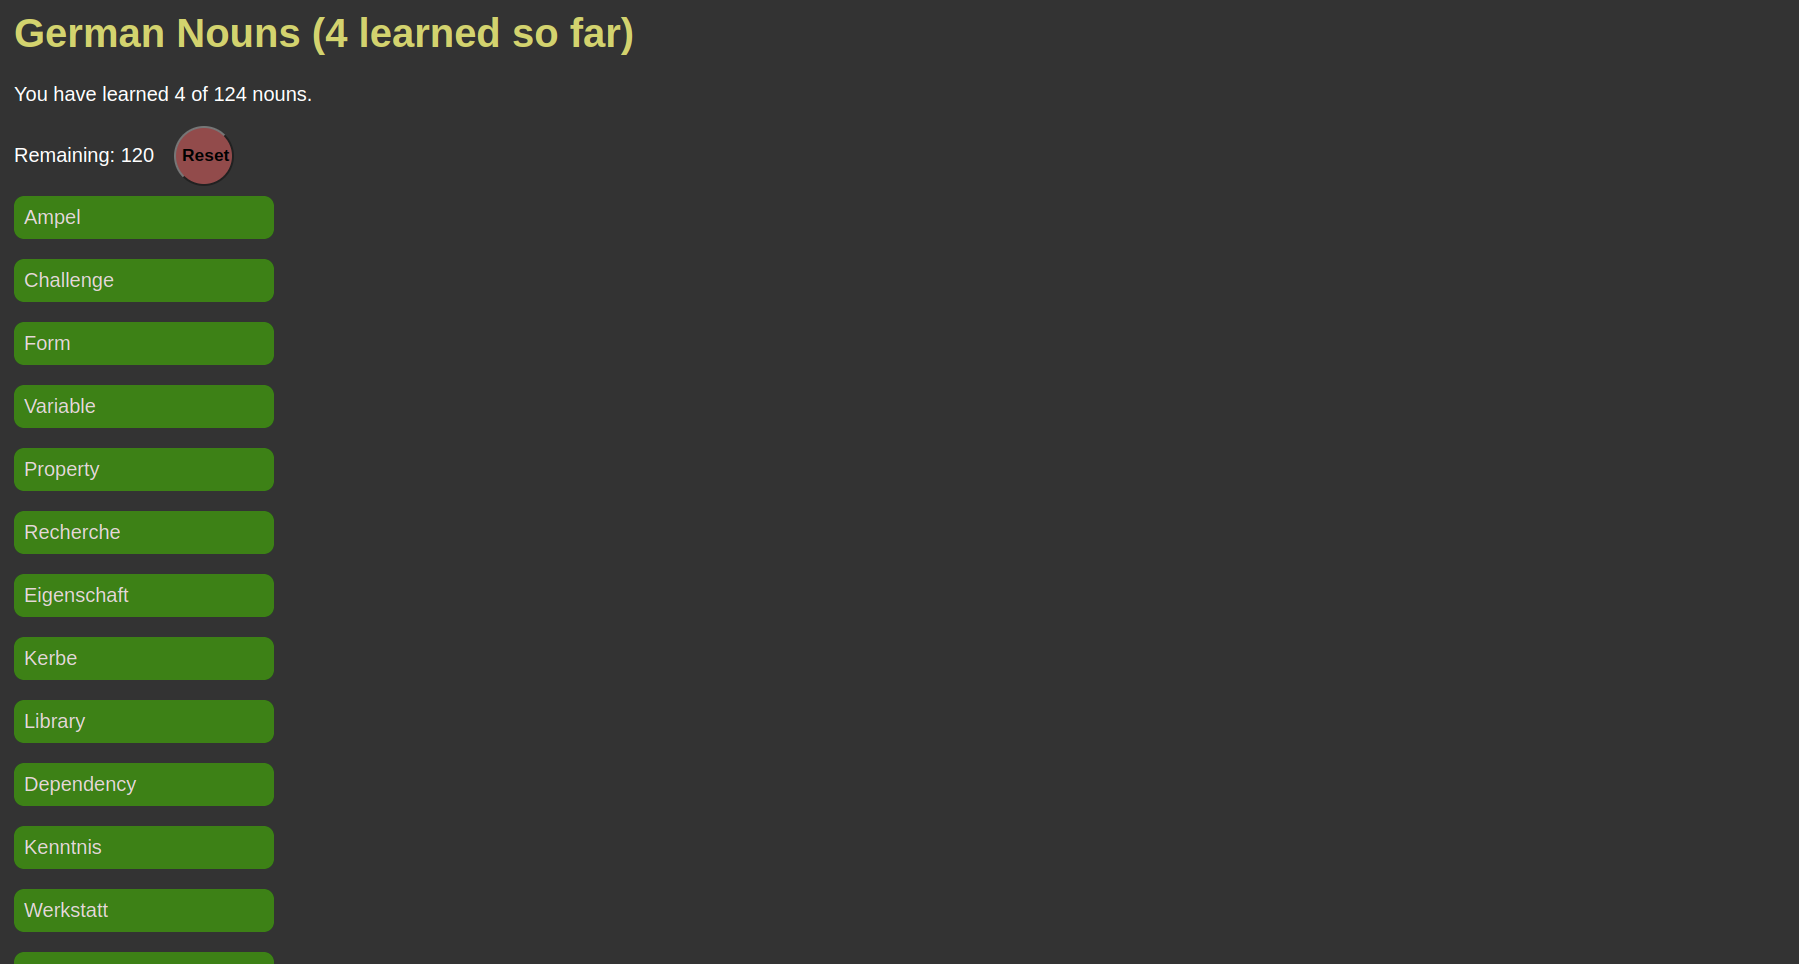 German Nouns (4 learned so far)
You have learned 4 of 124 nouns.
Remaining: 120 Reset
Ampel
Challenge
Form
Variable
Property
Recherche
Eigenschaft
Kerbe
Library
Dependency
Kenntnis
Werkstatt